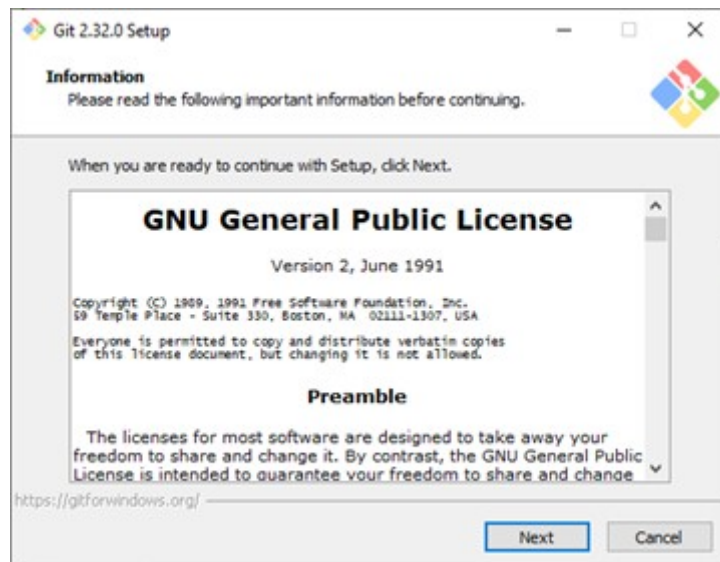 Git 2.32.0 Setup
Information
Please read the following important information before continuing.
When you are ready to continue with Setup, click Next.
GNU General Public License
Version 2, June 1991
Copyright (C) 1989, 1991 Free Software Foundation, Inc.
59 Temple Place - Suite 330, Boston, MA 02111-1307, USA
Everyone is permitted to copy and distribute verbatim copies
of this license document, but changing it is not allowed.
Preamble
The licenses for most software are designed to take away your
freedom to share and change it. By contrast, the GNU General Public
License is intended to guarantee your freedom to share and change
https://gitforwindows.org/
Next
Cancel